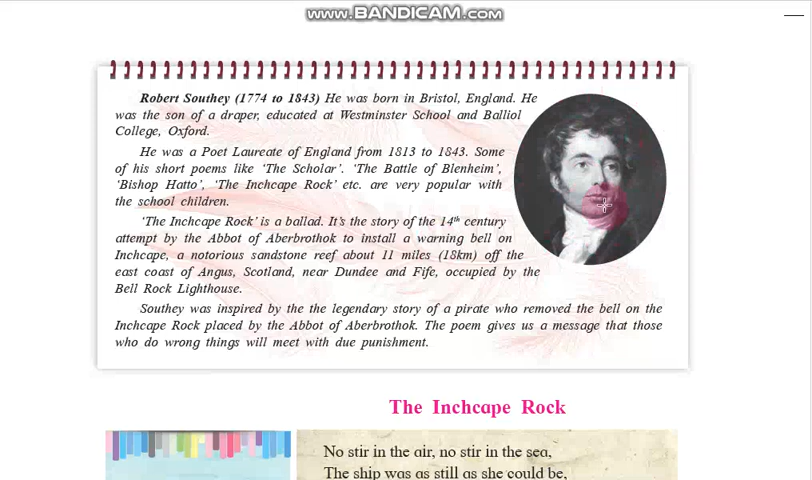 www.BANDICAM.com
Robert Southey (1774 to 1843) He was born in Bristol, England. He
was the son of a draper, educated at Westminster School and Balliol
College, Oxford.
He was a Poet Laureate of England from 1813 to 1843. Some
of his short poems like ‘The Scholar’. ‘The Battle of Blenheim’,
‘Bishop Hatto’, ‘The Inchcape Rock’ etc. are very popular with
the school children.
‘The Inchcape Rock’ is a ballad. It’s the story of the 14th century
attempt by the Abbot of Aberbrothok to install a warning bell on
Inchcape, a notorious sandstone reef about 11 miles (18km) off the
east coast of Angus, Scotland, near Dundee and Fife, occupied by the
Bell Rock Lighthouse.
Southey was inspired by the the legendary story of a pirate who removed the bell on the
Inchcape Rock placed by the Abbot of Aberbrothok. The poem gives us a message that those
who do wrong things will meet with due punishment.
The Inchcape Rock
No stir in the air, no stir in the sea,
The ship was as still as she could be,